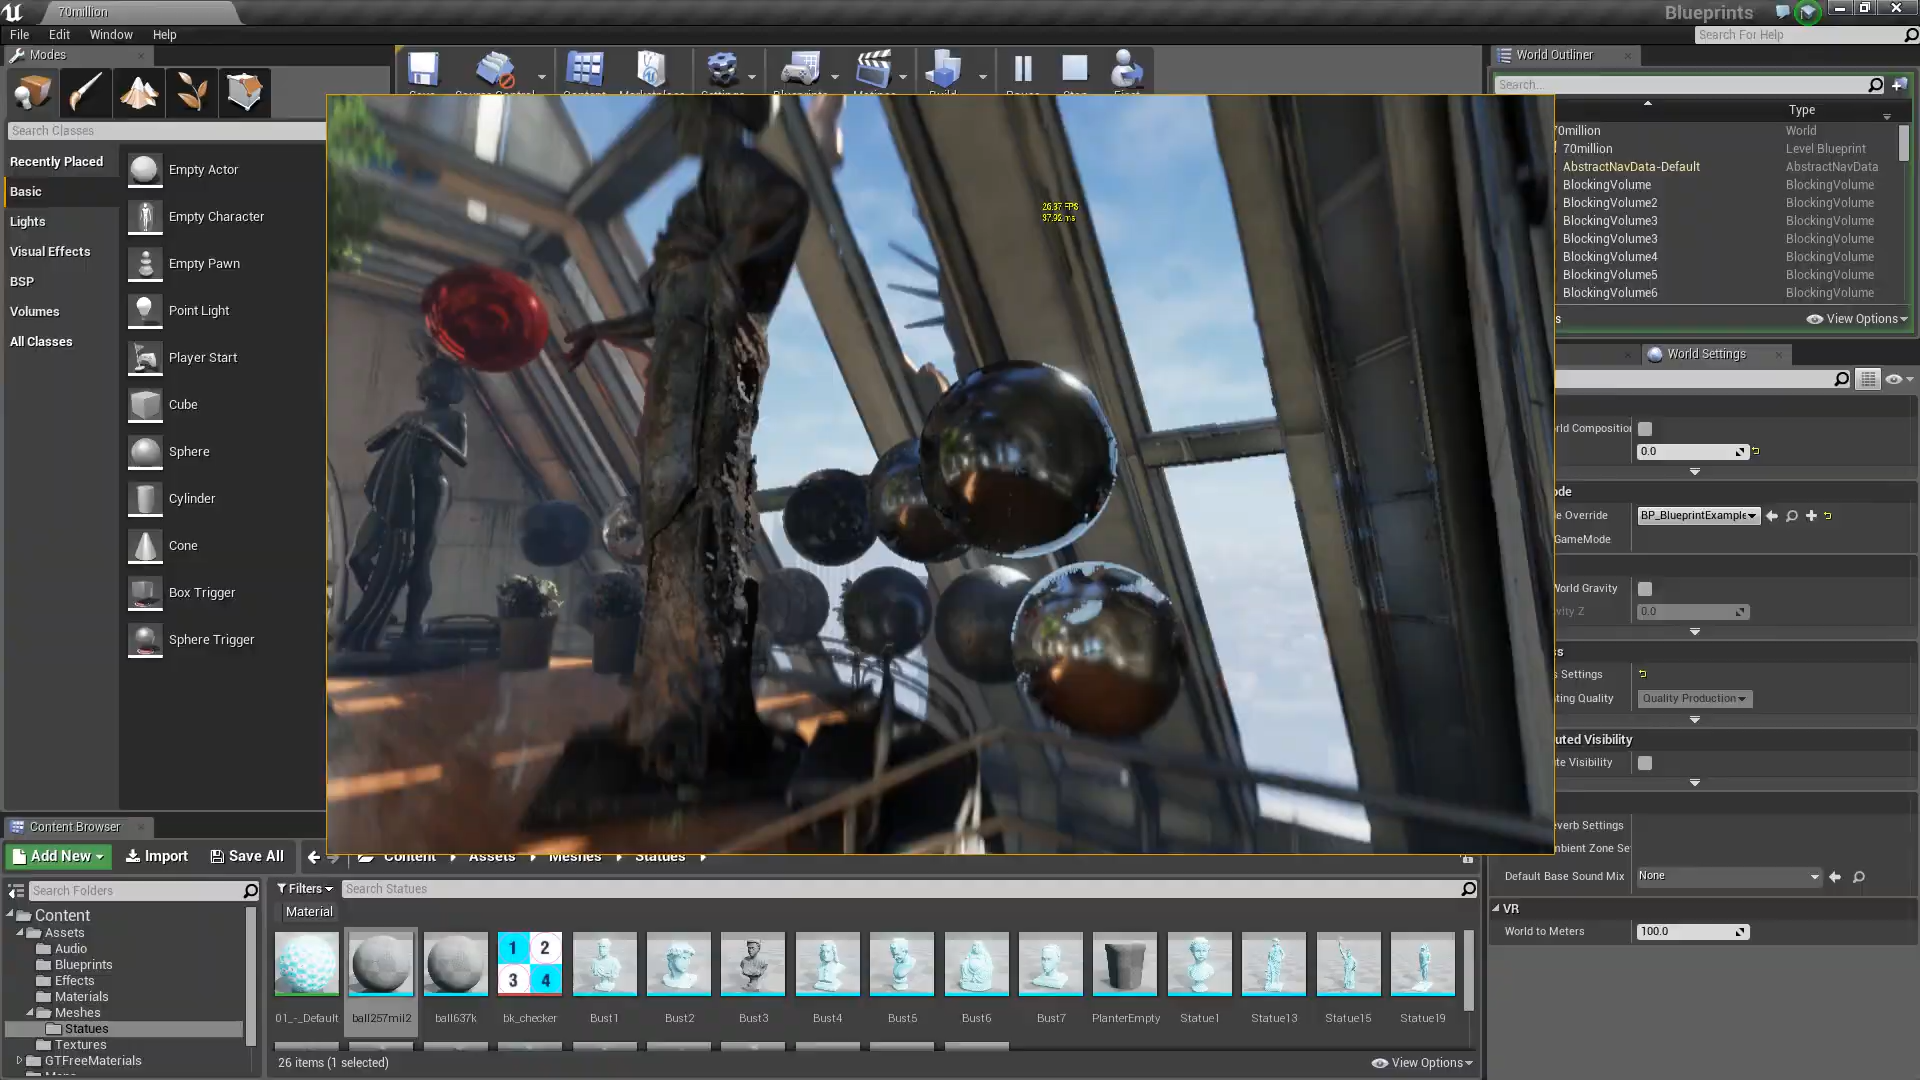 70million
Blueprints
File Edit Window Help
Search For Help
Modes
World Outliner
Search...
Type
Search Classes
70million World
70million Level Blueprint
AbstractNavData-Default AbstractNavData
BlockingVolume BlockingVolume
BlockingVolume2 BlockingVolume
BlockingVolume3 BlockingVolume
BlockingVolume3 BlockingVolume
BlockingVolume4 BlockingVolume
BlockingVolume5 BlockingVolume
BlockingVolume6 BlockingVolume
View Options
Recently Placed
Basic
Lights
Visual Effects
BSP
Volumes
All Classes
Empty Actor
Empty Character
Empty Pawn
Point Light
Player Start
Cube
Sphere
Cylinder
Cone
Box Trigger
Sphere Trigger
26.37 FPS
37.92 ms
World Settings
0.0
BP_BlueprintExample
GameMode
World Gravity
0.0
Settings
Quality Production
Default Base Sound Mix None
VR
World to Meters 100.0
Content Browser
Add New Import Save All
Content Assets Meshes Statues
Search Folders
Filters Search Statues
Material
Content
Assets
Audio
Blueprints
Effects
Materials
Meshes
Statues
Textures
GTFreeMaterials
1 2
3 4
01_-_Default ball257mil2 ball637k bk_checker Bust1 Bust2 Bust3 Bust4 Bust5 Bust6 Bust7 PlanterEmpty Statue1 Statue13 Statue15 Statue19
26 items (1 selected)
View Options